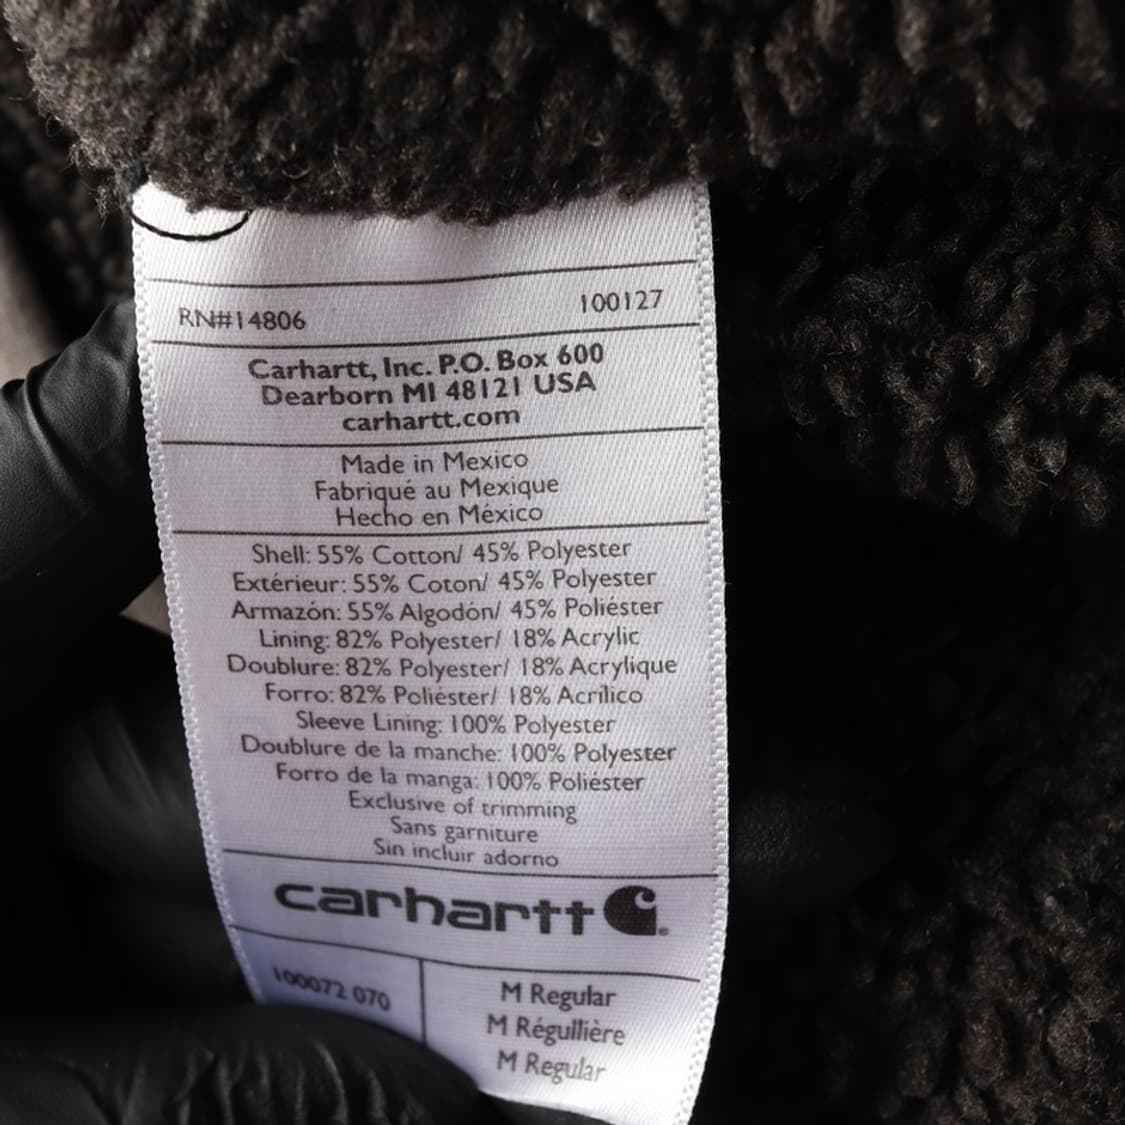 RN#14806 100127
Carhartt, Inc. P.O. Box 600
Dearborn MI 48121 USA
carhartt.com
Made in Mexico
Fabriqué au Mexique
Hecho en México
Shell: 55% Cotton/ 45% Polyester
Extérieur: 55% Coton/ 45% Polyester
Armazón: 55% Algodón/ 45% Poliéster
Lining: 82% Polyester/ 18% Acrylic
Doublure: 82% Polyester/ 18% Acrylique
Forro: 82% Poliéster/ 18% Acrílico
Sleeve Lining: 100% Polyester
Doublure de la manche: 100% Polyester
Forro de la manga: 100% Poliéster
Exclusive of trimming
Sans garniture
Sin incluir adorno
carhartt
100072 070
M Regular
M Régullière
M Regular